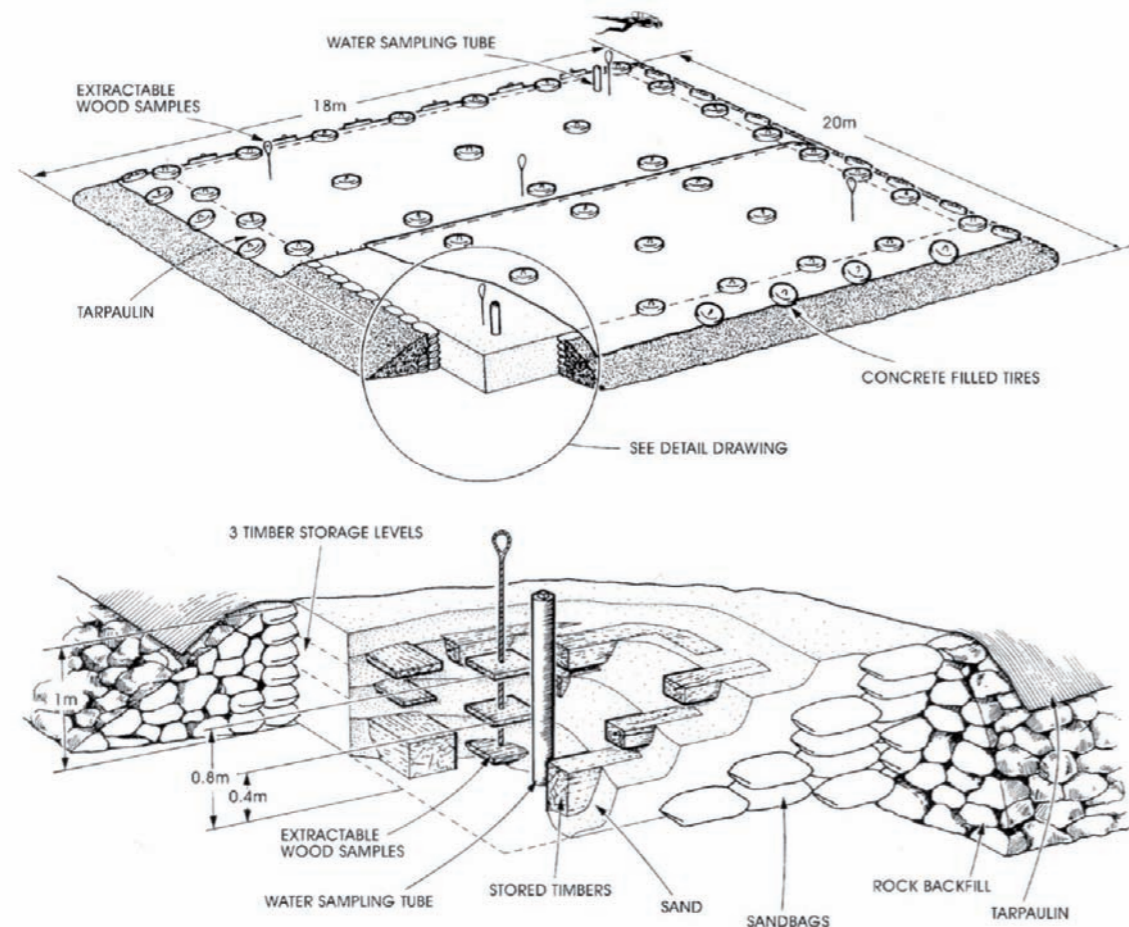 WATER SAMPLING TUBE
EXTRACTABLE
WOOD SAMPLES
18m
20m
TARPAULIN
CONCRETE FILLED TIRES
SEE DETAIL DRAWING
3 TIMBER STORAGE LEVELS
1m
0.8m
0.4m
EXTRACTABLE
WOOD SAMPLES
WATER SAMPLING TUBE
STORED TIMBERS
SAND
SANDBAGS
ROCK BACKFILL
TARPAULIN